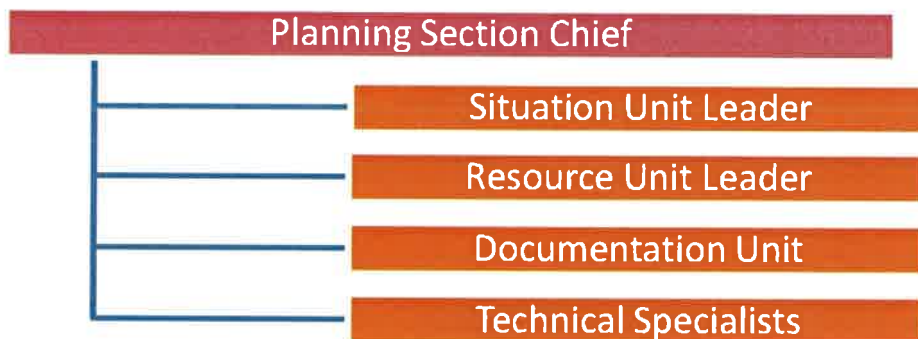 Planning Section Chief
Situation Unit Leader
Resource Unit Leader
Documentation Unit
Technical Specialists